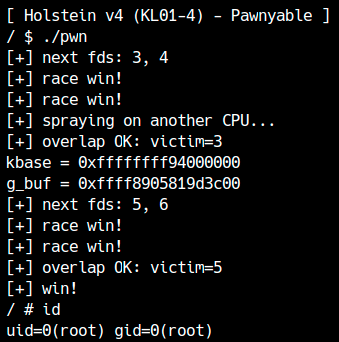 [ Holstein v4 (KL01-4) - Pawnyable ]
/ $ ./pwn
[+] next fds: 3, 4
[+] race win!
[+] race win!
[+] spraying on another CPU...
[+] overlap OK: victim=3
kbase = 0xffffffff94000000
g_buf = 0xffff8905819d3c00
[+] next fds: 5, 6
[+] race win!
[+] race win!
[+] overlap OK: victim=5
[+] win!
/ # id
uid=0(root) gid=0(root)